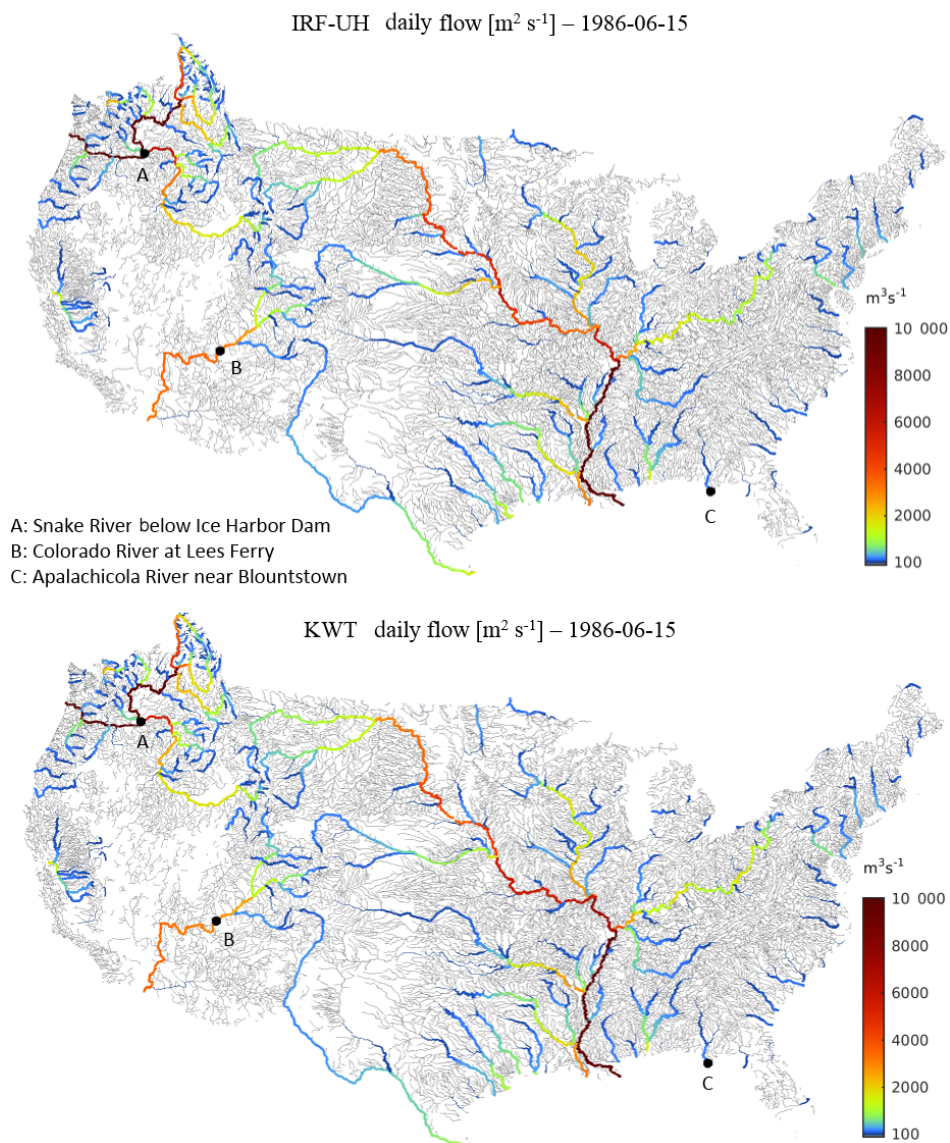 IRF-UH daily flow [m² s⁻¹] – 1986-06-15
A
B
C
m³s⁻¹
10 000
8000
6000
4000
2000
100
A: Snake River below Ice Harbor Dam
B: Colorado River at Lees Ferry
C: Apalachicola River near Blountstown
KWT daily flow [m² s⁻¹] – 1986-06-15
A
B
C
m³s⁻¹
10 000
8000
6000
4000
2000
100